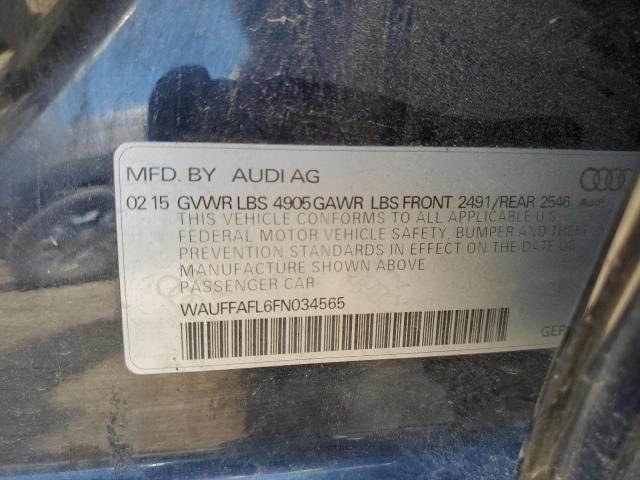 MFD. BY AUDI AG
02 15 GVWR LBS 4905 GAWR LBS FRONT 2491/REAR 2546
Audi
THIS VEHICLE CONFORMS TO ALL APPLICABLE U.S.
FEDERAL MOTOR VEHICLE SAFETY, BUMPER AND THEFT
PREVENTION STANDARDS IN EFFECT ON THE DATE OF
MANUFACTURE SHOWN ABOVE
PASSENGER CAR
WAUFFAFL6FN034565
GER